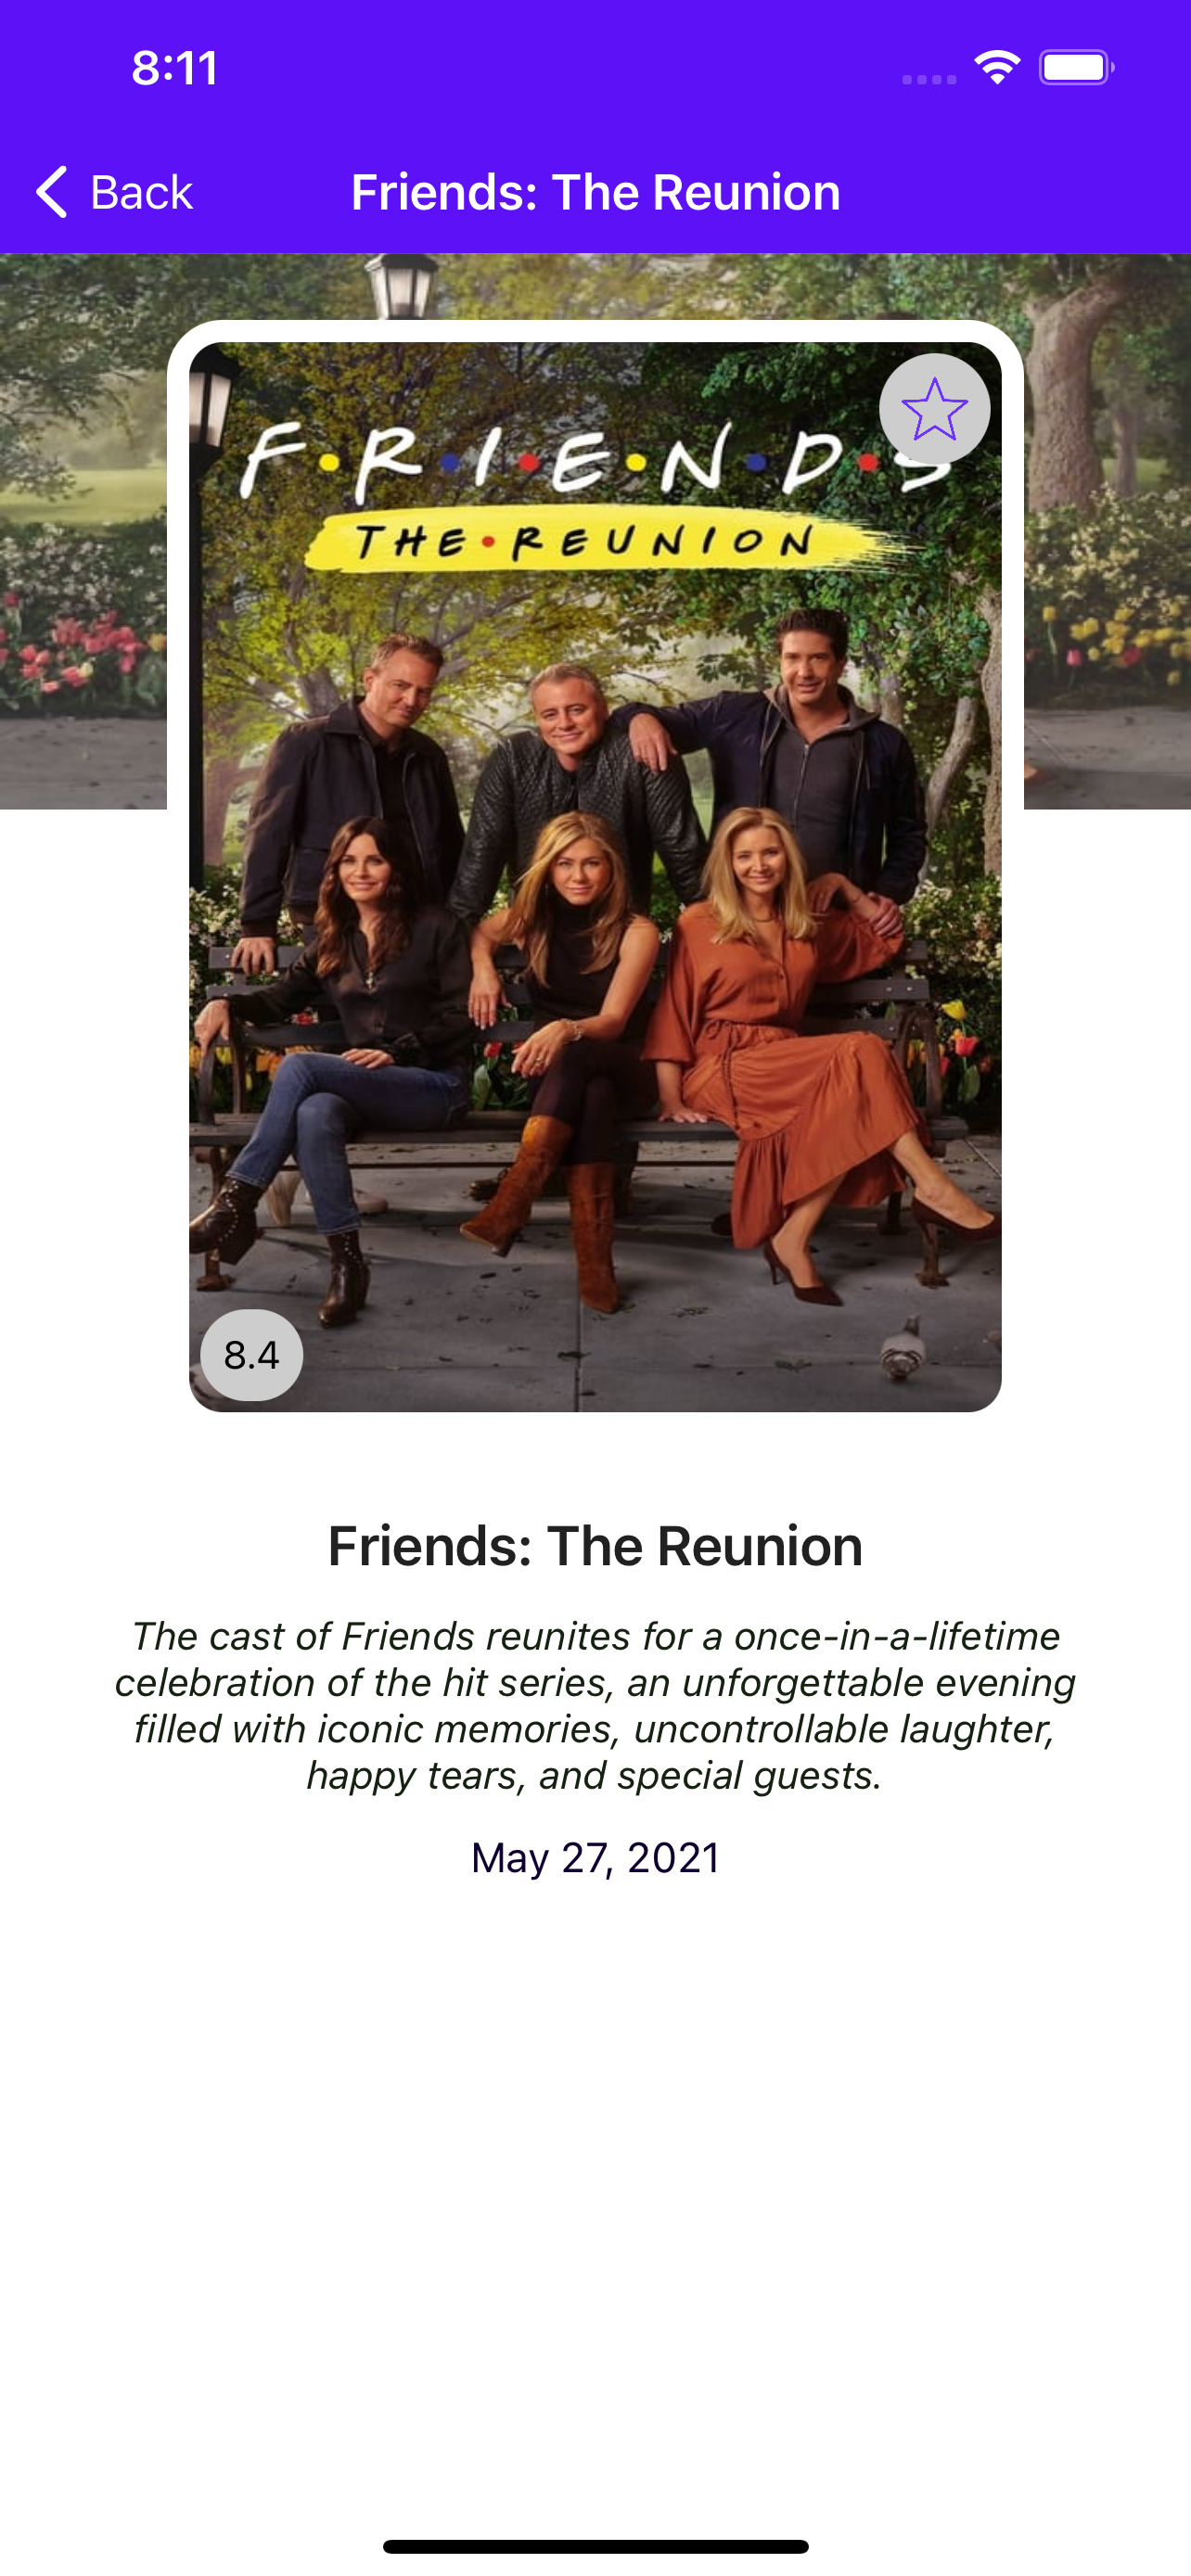 8:11
Back
Friends: The Reunion
F•R•I•E•N•D•S
THE•REUNION
8.4
Friends: The Reunion
The cast of Friends reunites for a once-in-a-lifetime
celebration of the hit series, an unforgettable evening
filled with iconic memories, uncontrollable laughter,
happy tears, and special guests.
May 27, 2021